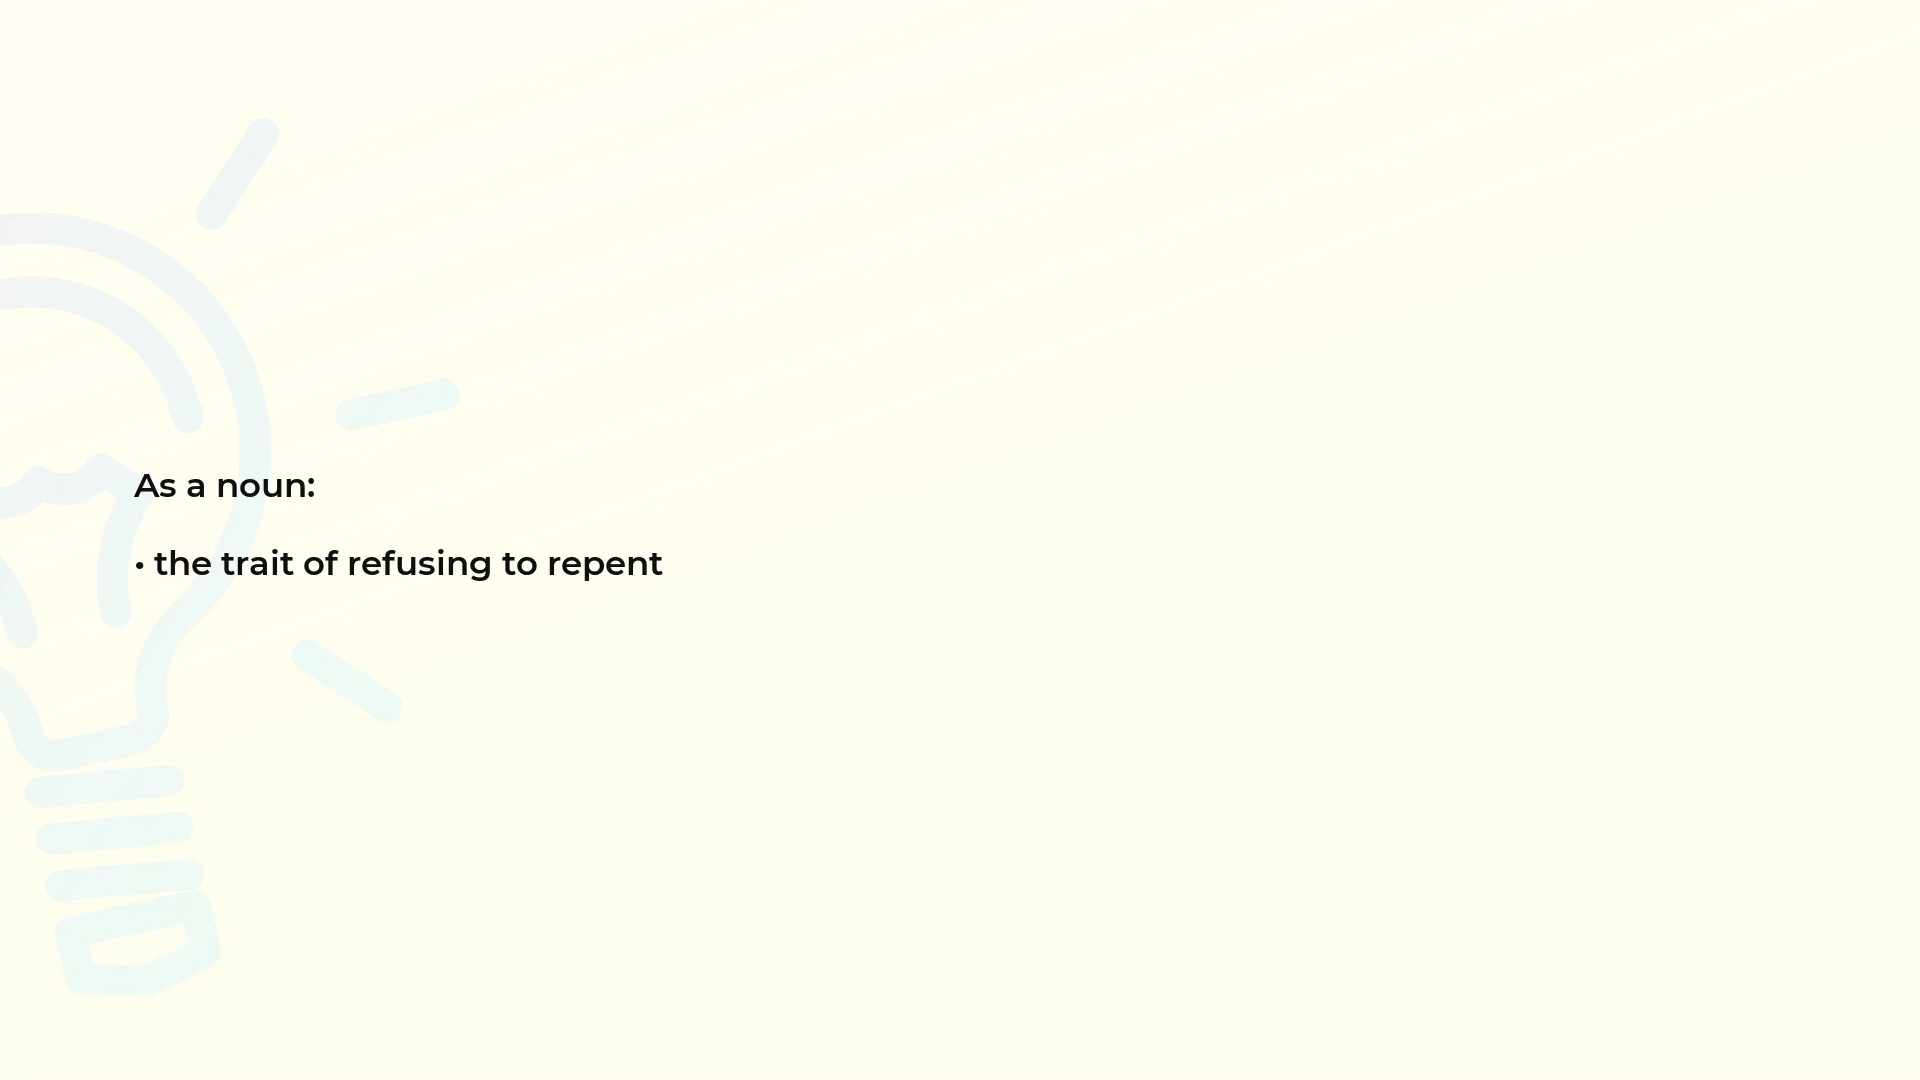 As a noun:
• the trait of refusing to repent